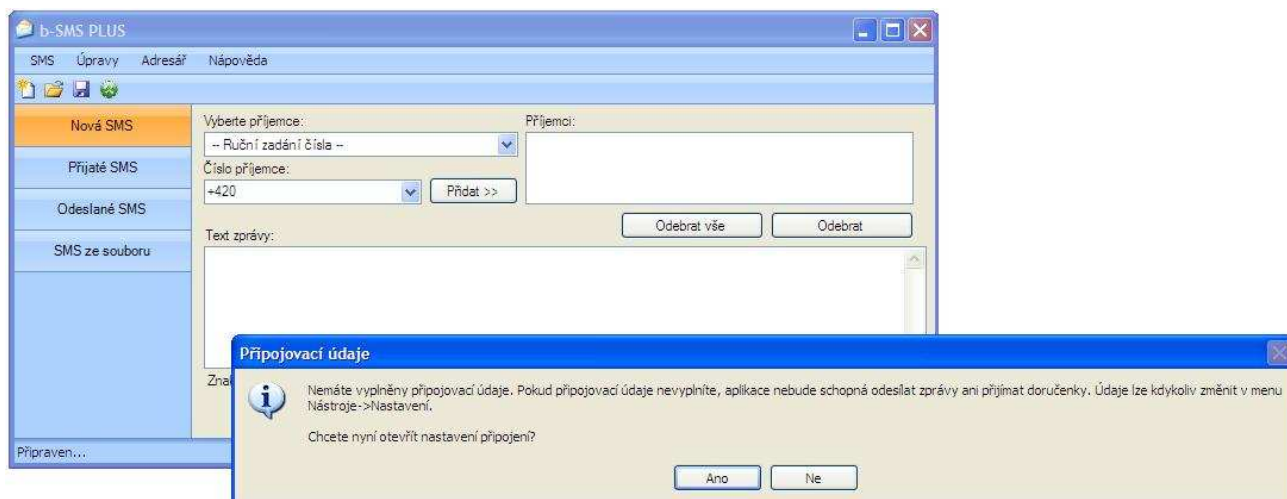 b-SMS PLUS
SMS Úpravy Adresář Nápověda
Nová SMS
Přijaté SMS
Odeslané SMS
SMS ze souboru
Vyberte příjemce:
-- Ruční zadání čísla --
Číslo příjemce:
+420
Přidat >>
Příjemci:
Odebrat vše Odebrat
Text zprávy:
Připojovací údaje
Nemáte vyplněny připojovací údaje. Pokud připojovací údaje nevyplníte, aplikace nebude schopná odesílat zprávy ani přijímat doručenky. Údaje lze kdykoliv změnit v menu
Nástroje->Nastavení.
Chcete nyní otevřít nastavení připojení?
Ano Ne
Připraven...